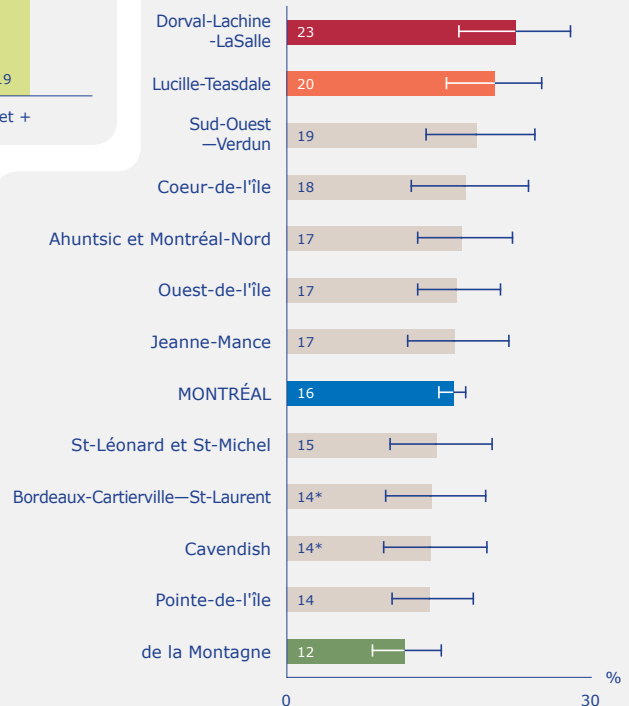 9
et +
Dorval-Lachine
-LaSalle
23
Lucille-Teasdale
20
Sud-Ouest
—Verdun
19
Coeur-de-l'île
18
Ahuntsic et Montréal-Nord
17
Ouest-de-l'île
17
Jeanne-Mance
17
MONTRÉAL
16
St-Léonard et St-Michel
15
Bordeaux-Cartierville—St-Laurent
14*
Cavendish
14*
Pointe-de-l'île
14
de la Montagne
12
%
0
30